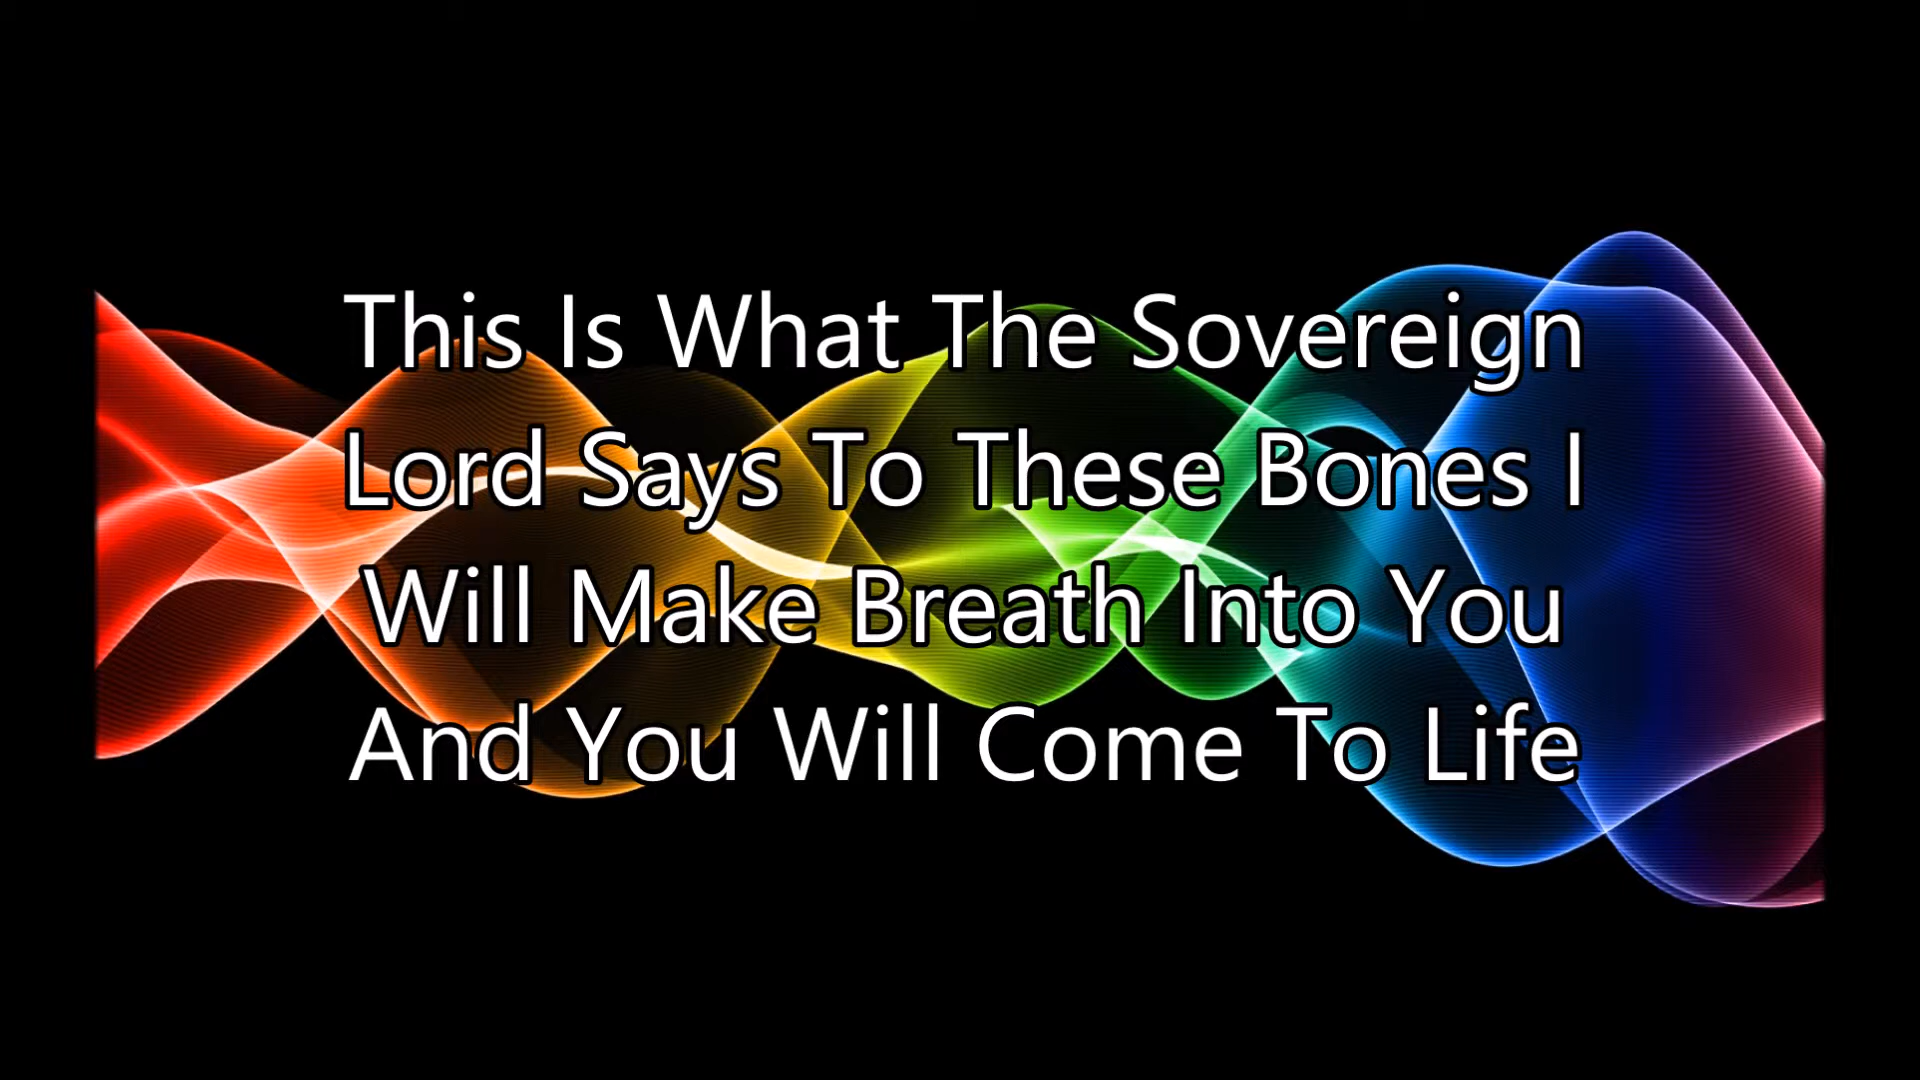 This Is What The Sovereign
Lord Says To These Bones I
Will Make Breath Into You
And You Will Come To Life